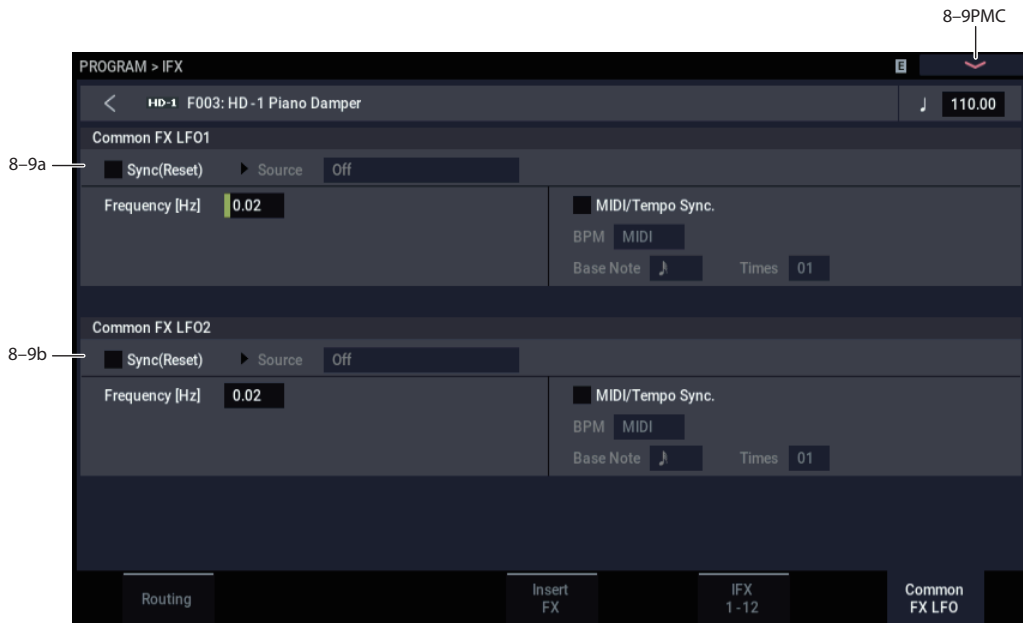 8–9PMC
PROGRAM > IFX
E
HD-1 F003: HD-1 Piano Damper
♩ 110.00
Common FX LFO1
8–9a
Sync(Reset) Source Off
Frequency [Hz] 0.02
MIDI/Tempo Sync.
BPM MIDI
Base Note Times 01
Common FX LFO2
8–9b
Sync(Reset) Source Off
Frequency [Hz] 0.02
MIDI/Tempo Sync.
BPM MIDI
Base Note Times 01
Routing
Insert
FX
IFX
1-12
Common
FX LFO